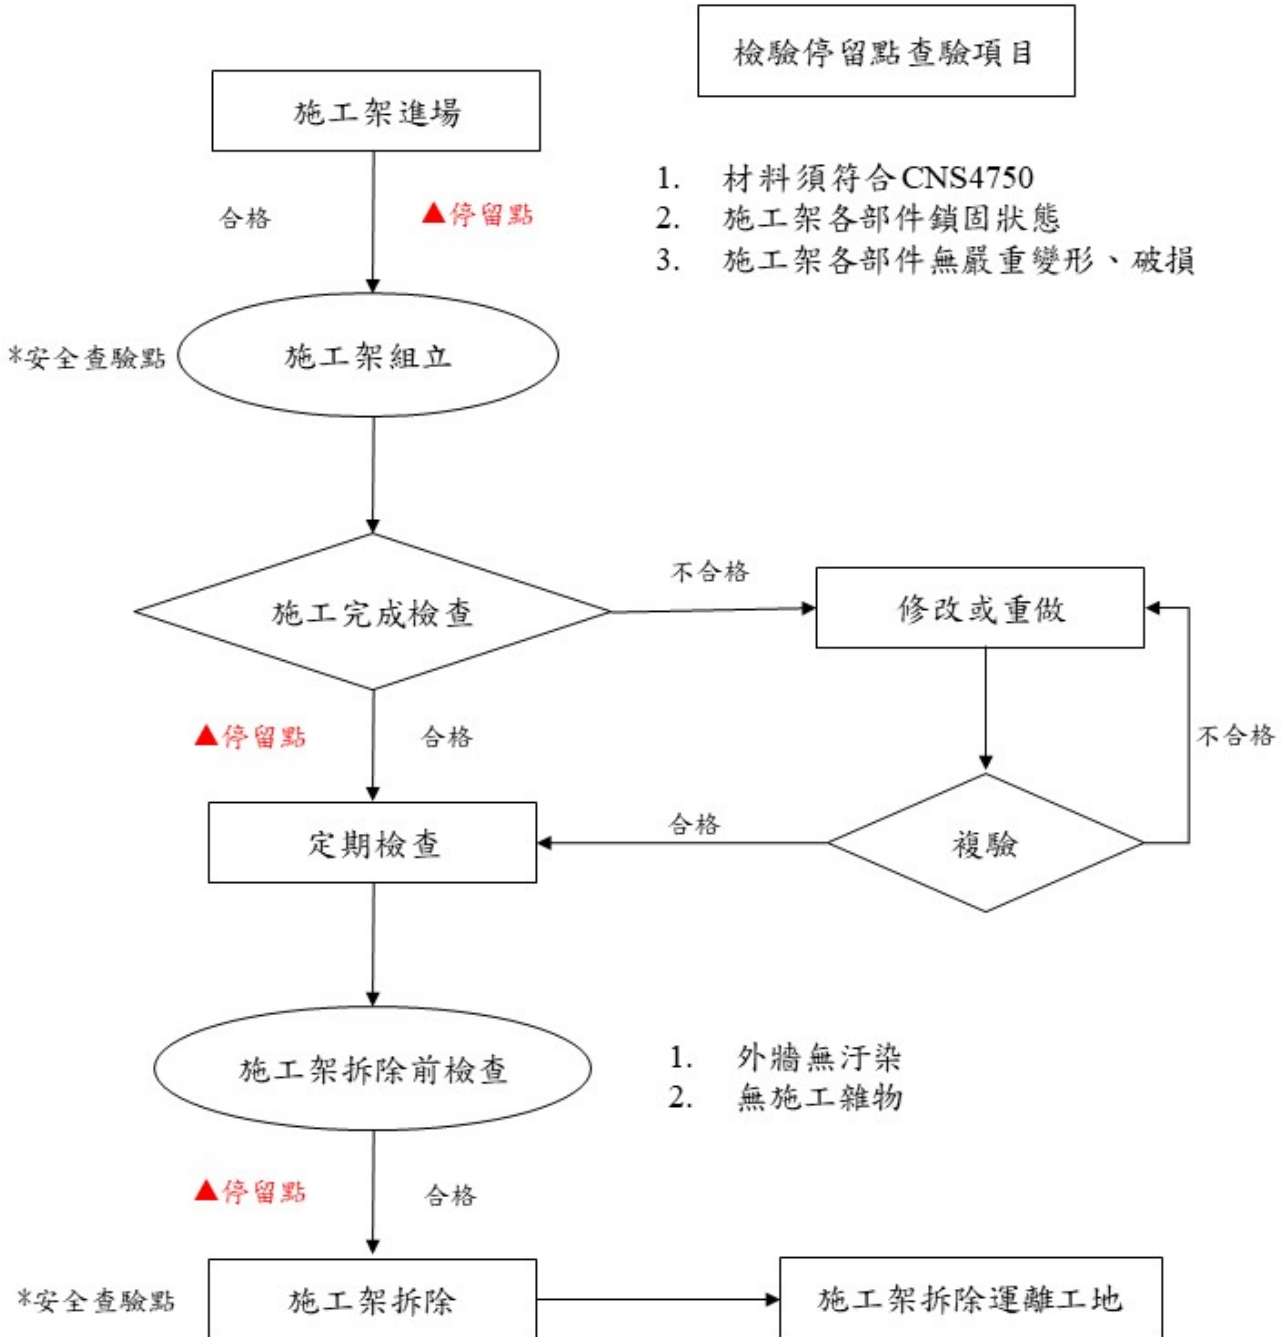 檢驗停留點查驗項目
施工架進場
1. 材料須符合CNS4750
2. 施工架各部件鎖固狀態
3. 施工架各部件無嚴重變形、破損
合格
▲停留點
*安全查驗點
施工架組立
施工完成檢查
不合格
修改或重做
▲停留點
合格
不合格
定期檢查
合格
複驗
施工架拆除前檢查
1. 外牆無汙染
2. 無施工雜物
▲停留點
合格
*安全查驗點
施工架拆除
施工架拆除運離工地